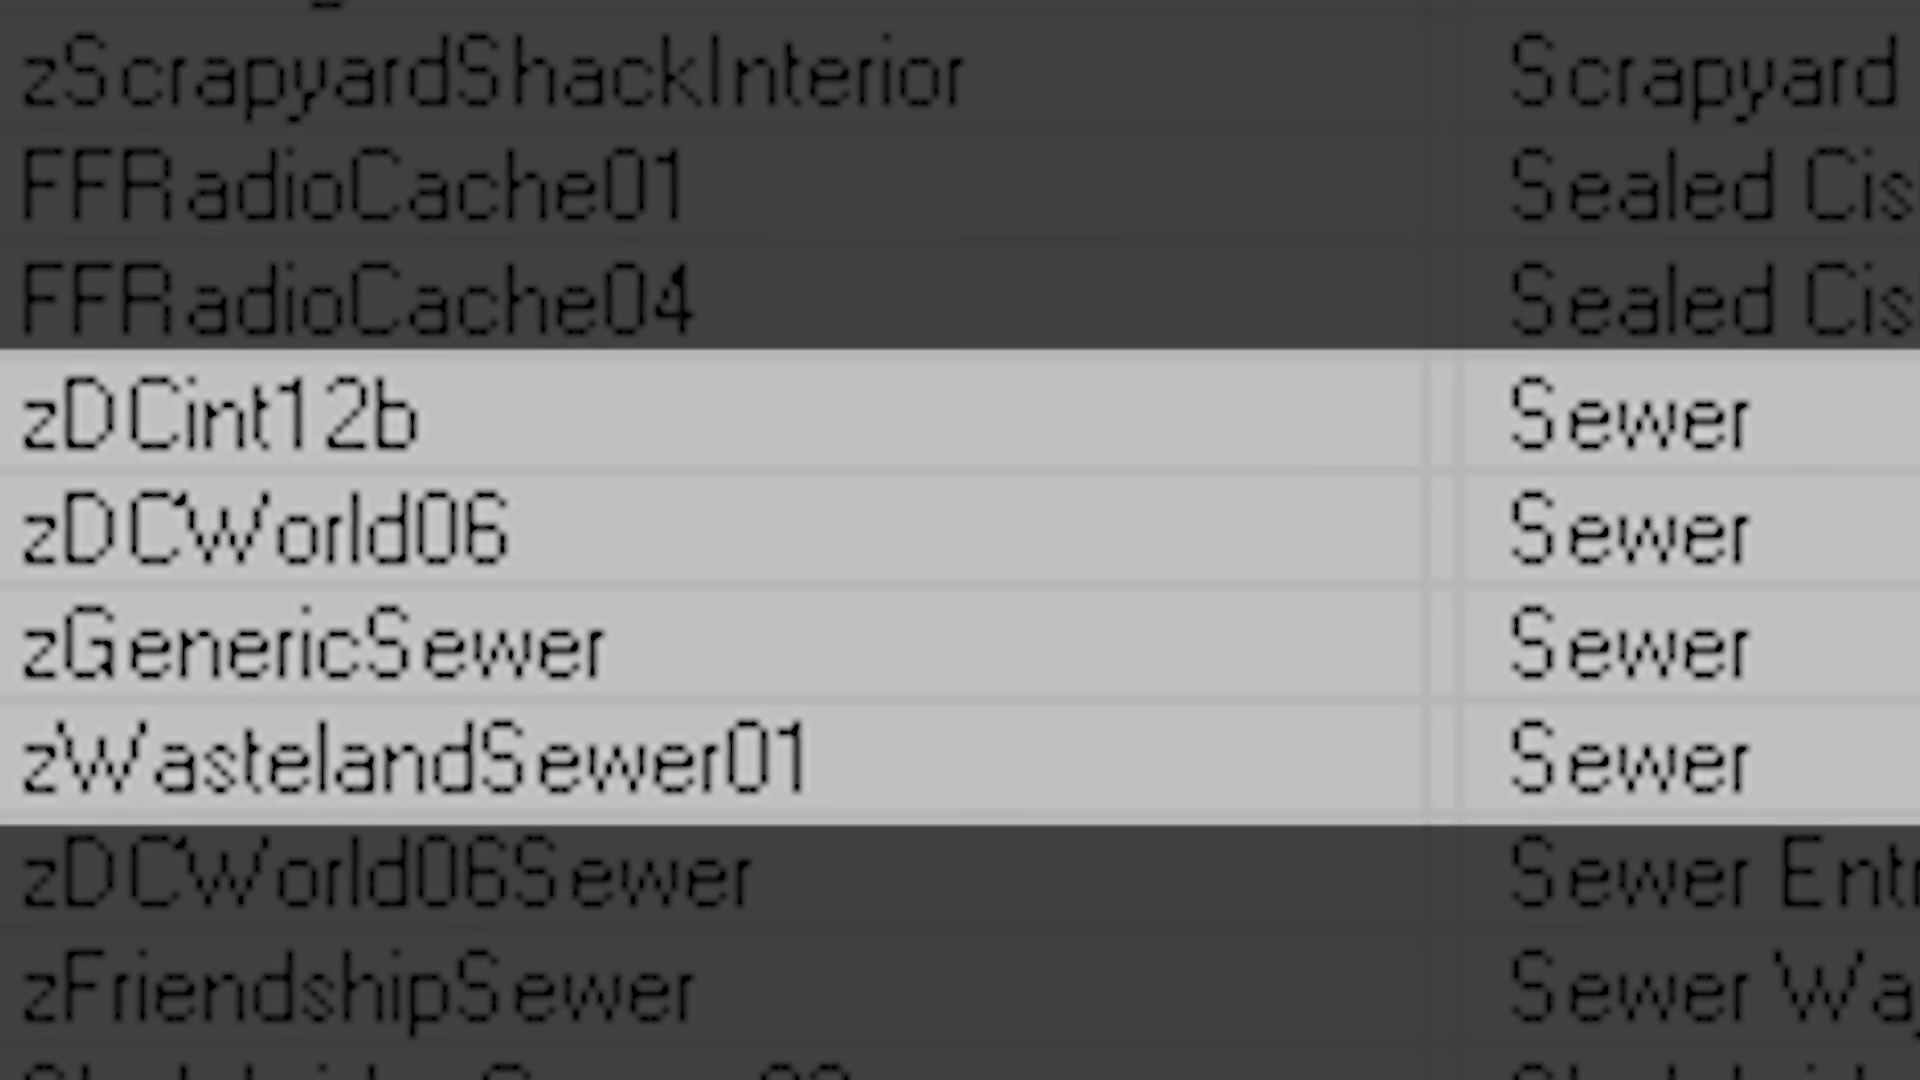 zScrapyardShackInterior Scrapyard
FFRadioCache01 Sealed Cis
FFRadioCache04 Sealed Cis
zDCint12b Sewer
zDCWorld06 Sewer
zGenericSewer Sewer
zWastelandSewer01 Sewer
zDCWorld06Sewer Sewer Entr
zFriendshipSewer Sewer Way